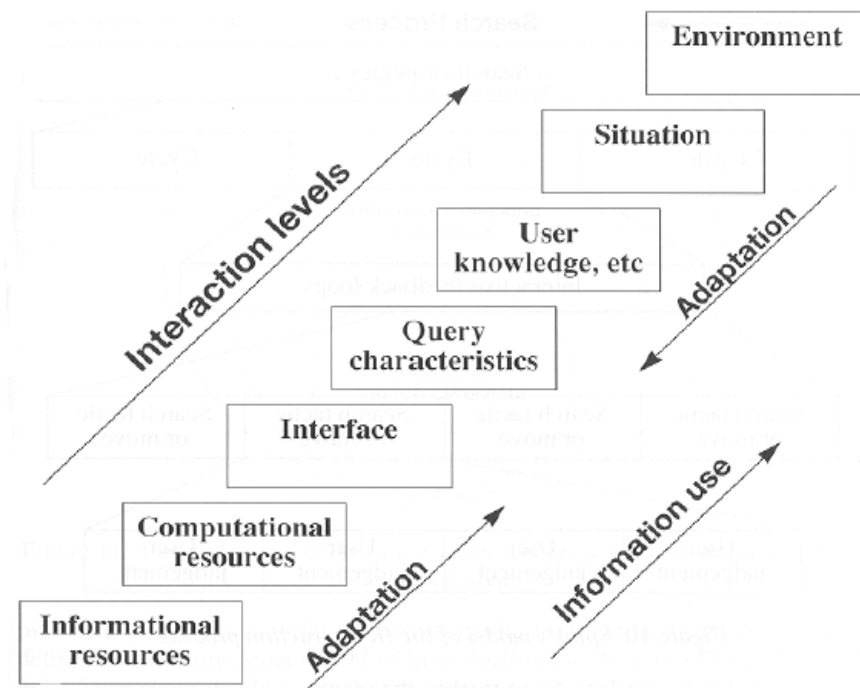 Environment
Situation
Interaction levels
User
knowledge, etc
Adaptation
Query
characteristics
Interface
Computational
resources
Information use
Adaptation
Informational
resources